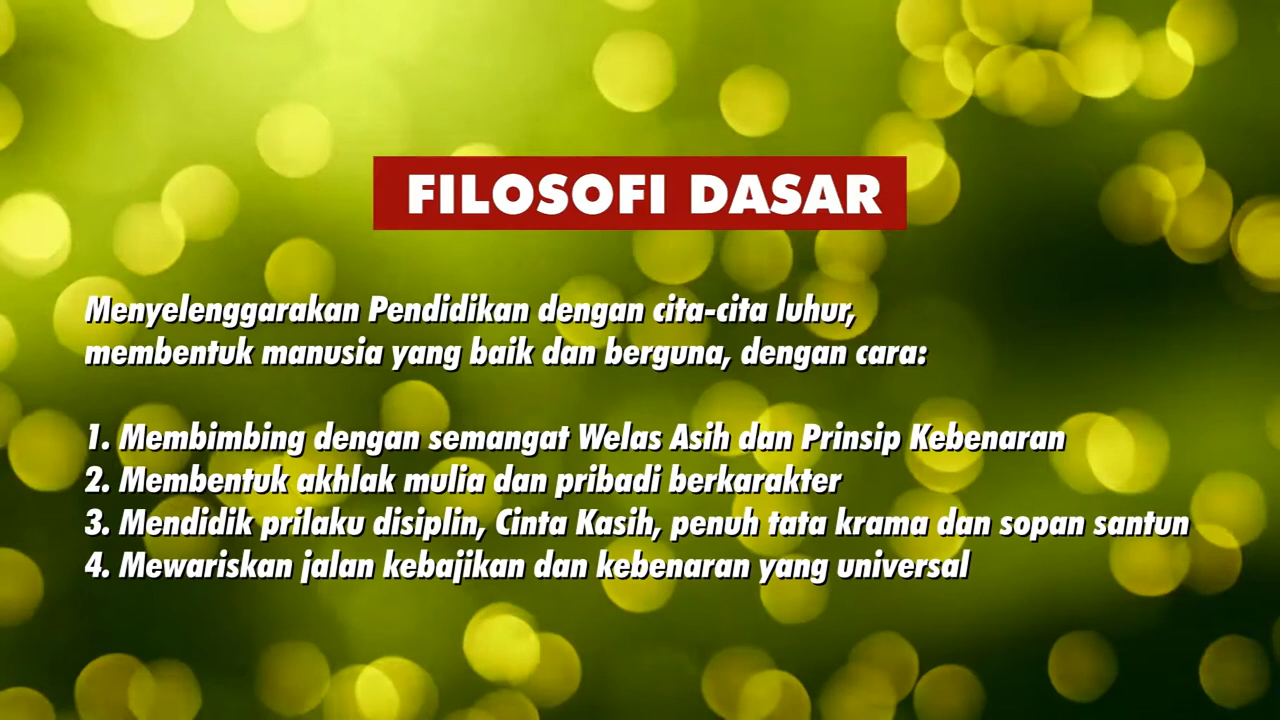 FILOSOFI DASAR
Menyelenggarakan Pendidikan dengan cita-cita luhur,
membentuk manusia yang baik dan berguna, dengan cara:
1. Membimbing dengan semangat Welas Asih dan Prinsip Kebenaran
2. Membentuk akhlak mulia dan pribadi berkarakter
3. Mendidik prilaku disiplin, Cinta Kasih, penuh tata krama dan sopan santun
4. Mewariskan jalan kebajikan dan kebenaran yang universal